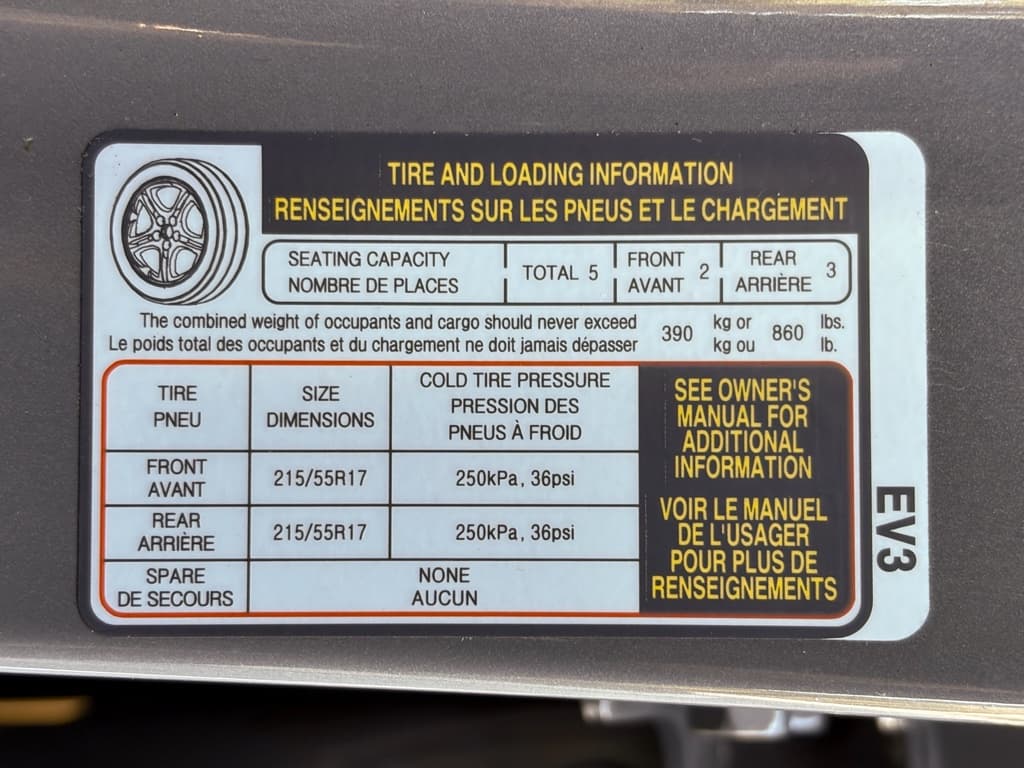 TIRE AND LOADING INFORMATION
RENSEIGNEMENTS SUR LES PNEUS ET LE CHARGEMENT
SEATING CAPACITY
NOMBRE DE PLACES
TOTAL 5
FRONT
AVANT
2
REAR
ARRIÈRE
3
The combined weight of occupants and cargo should never exceed
Le poids total des occupants et du chargement ne doit jamais dépasser
390
kg or
kg ou
860
lbs.
lb.
TIRE
PNEU
SIZE
DIMENSIONS
COLD TIRE PRESSURE
PRESSION DES
PNEUS À FROID
FRONT
AVANT
215/55R17
250kPa, 36psi
REAR
ARRIÈRE
215/55R17
250kPa, 36psi
SPARE
DE SECOURS
NONE
AUCUN
SEE OWNER'S
MANUAL FOR
ADDITIONAL
INFORMATION
VOIR LE MANUEL
DE L'USAGER
POUR PLUS DE
RENSEIGNEMENTS
EV3